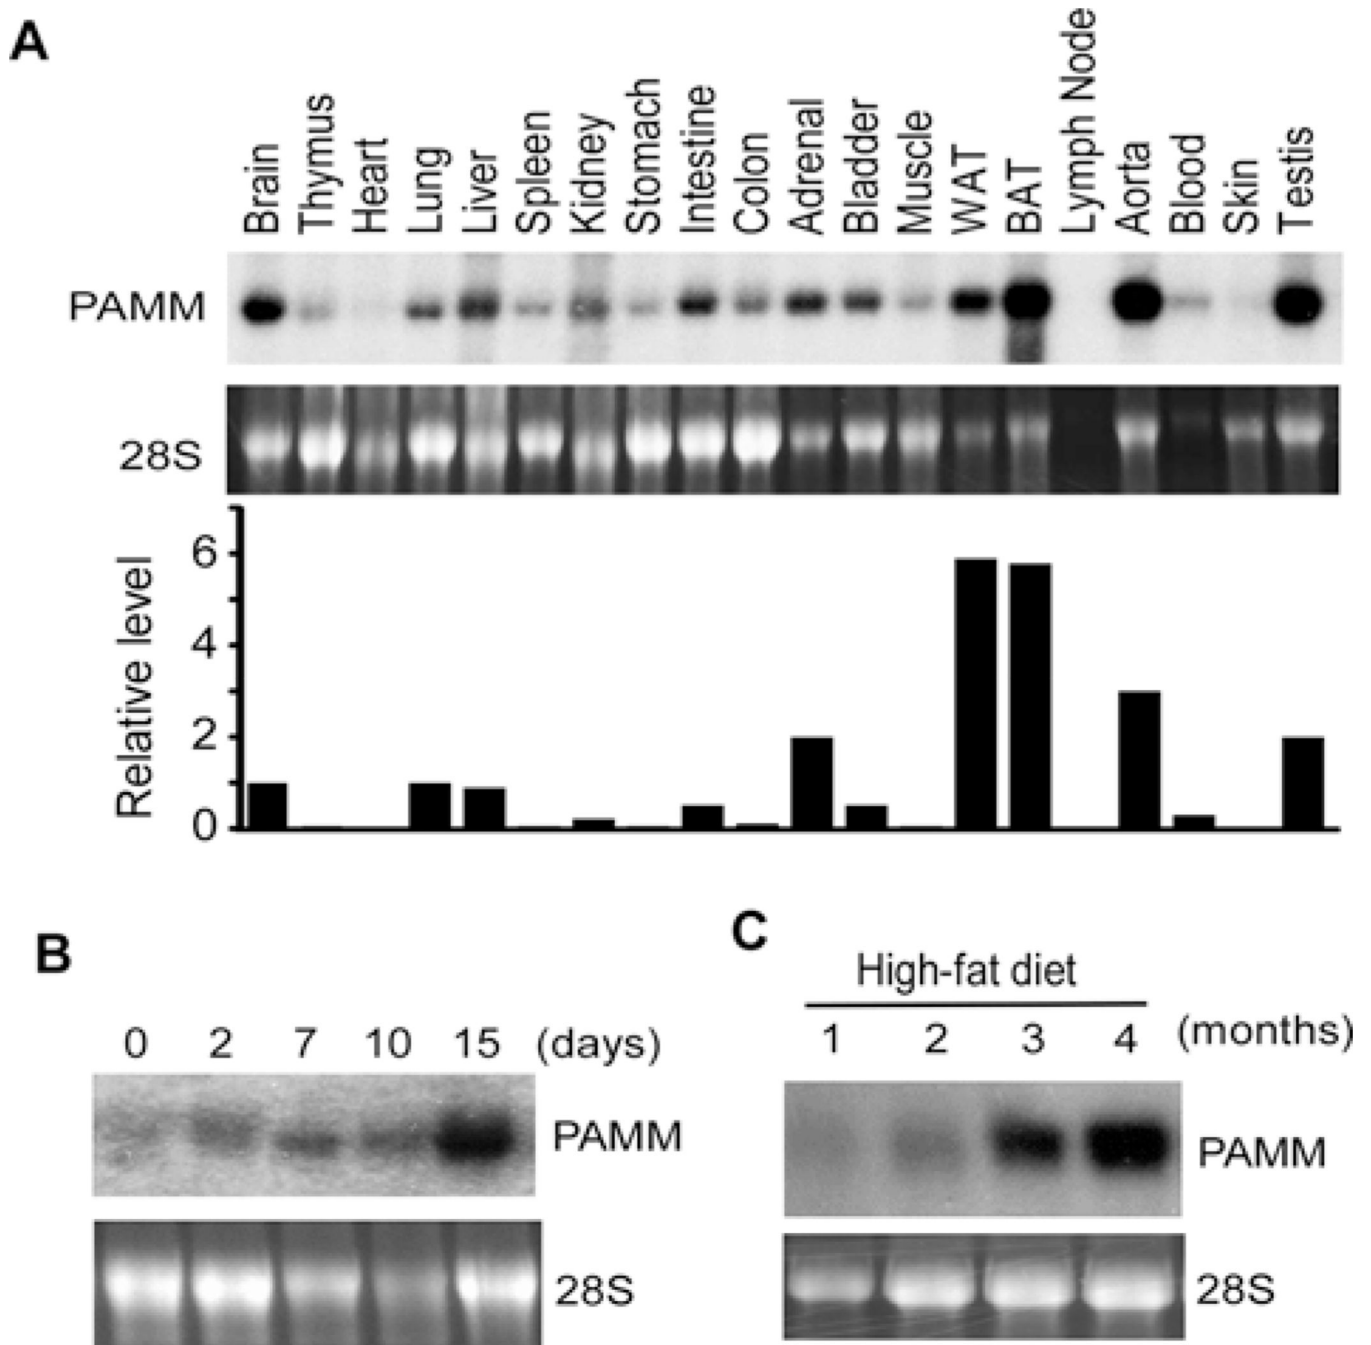 A
Brain Thymus Heart Lung Liver Spleen Kidney Stomach Intestine Colon Adrenal Bladder Muscle WAT BAT Lymph Node Aorta Blood Skin Testis
PAMM
28S
Relative level
6
4
2
0
B
0 2 7 10 15 (days)
PAMM
28S
C
High-fat diet
1 2 3 4 (months)
PAMM
28S